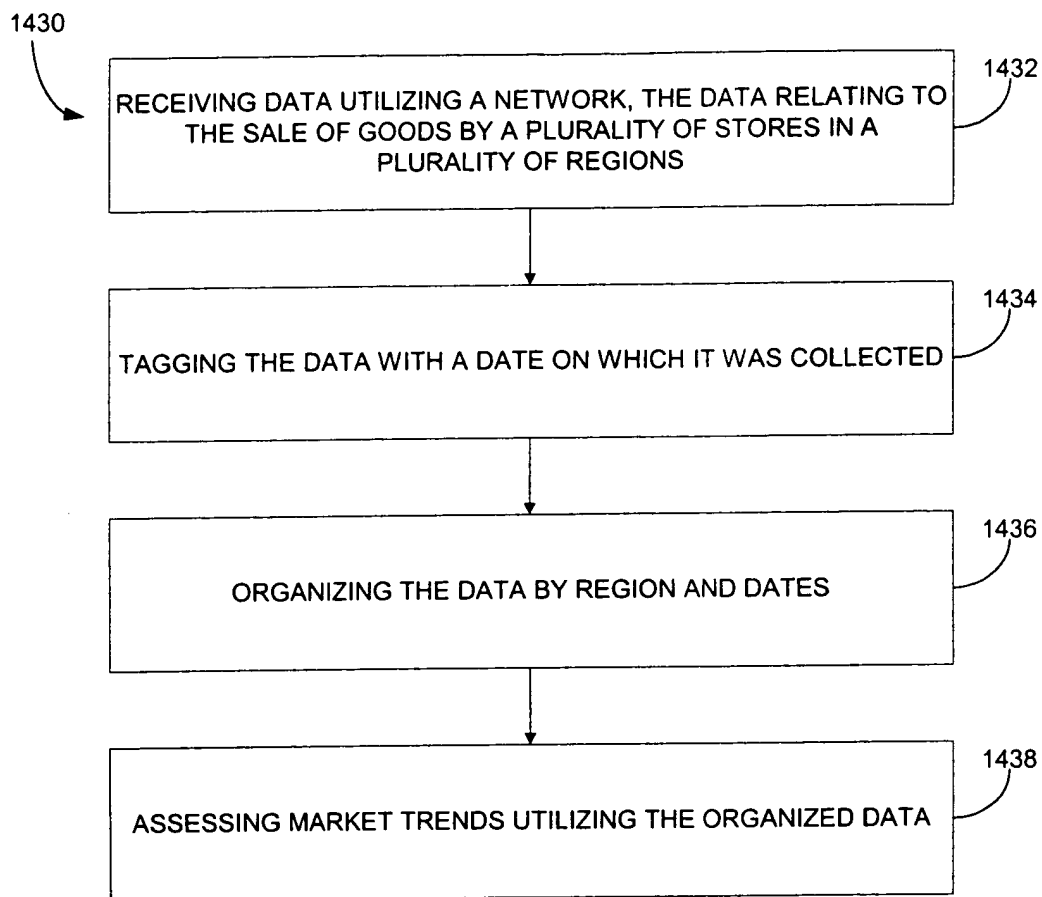 1430
1432
RECEIVING DATA UTILIZING A NETWORK, THE DATA RELATING TO
THE SALE OF GOODS BY A PLURALITY OF STORES IN A
PLURALITY OF REGIONS
1434
TAGGING THE DATA WITH A DATE ON WHICH IT WAS COLLECTED
1436
ORGANIZING THE DATA BY REGION AND DATES
1438
ASSESSING MARKET TRENDS UTILIZING THE ORGANIZED DATA